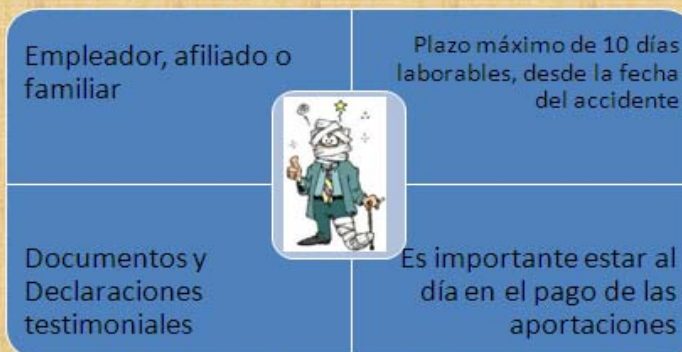 Empleador, afiliado o
familiar
Plazo máximo de 10 días
laborables, desde la fecha
del accidente
Documentos y
Declaraciones
testimoniales
Es importante estar al
día en el pago de las
aportaciones